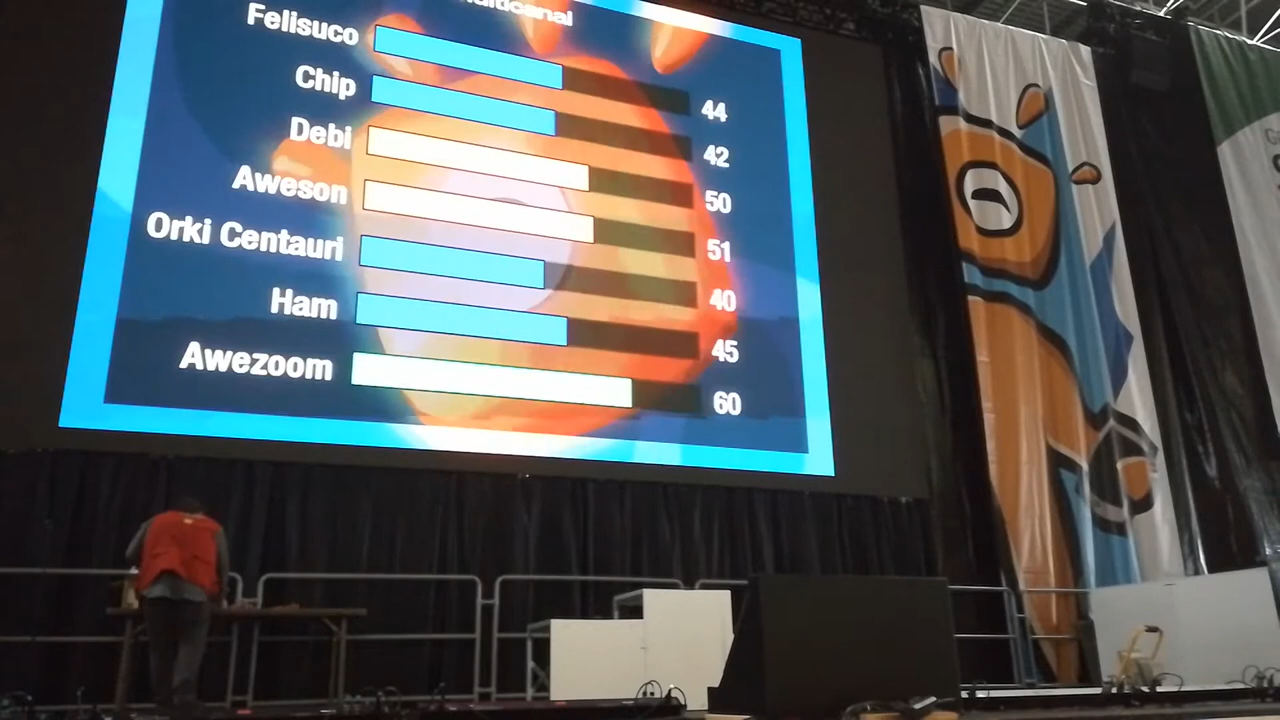 Felisuco 44
Chip 42
Debi 50
Aweson 51
Orki Centauri 40
Ham 45
Awezoom 60